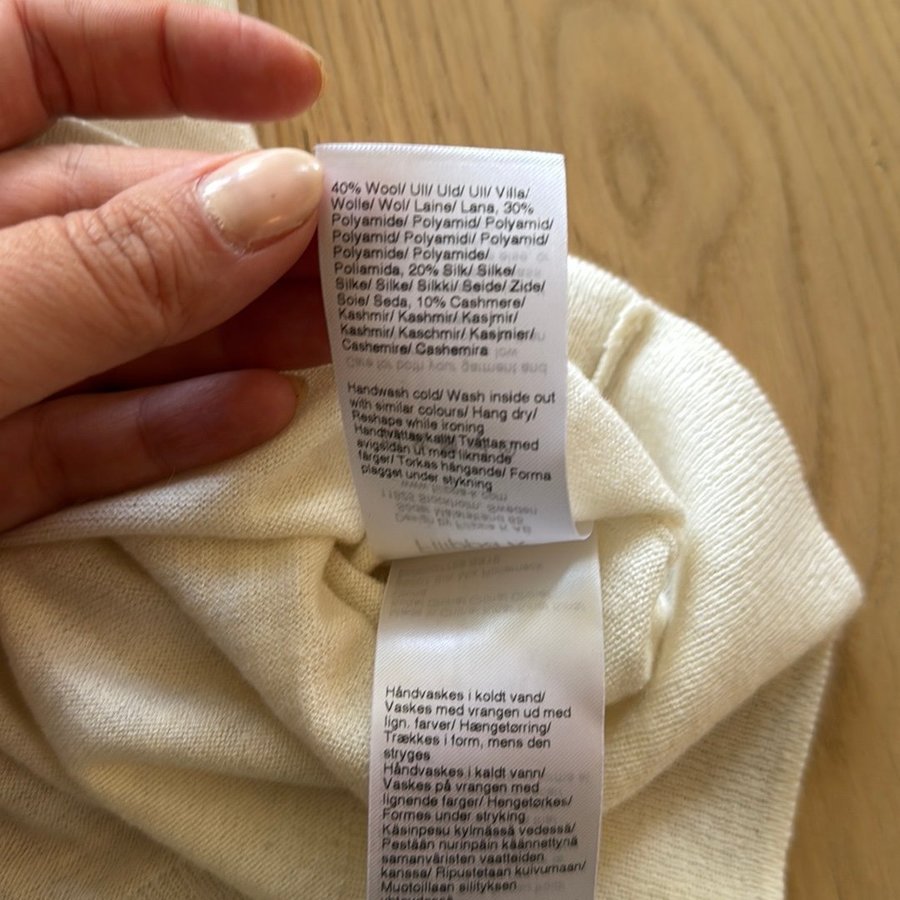 40% Wool/ Ull/ Uld/ Ull/ Villa/
Wolle/ Wol/ Laine/ Lana, 30%
Polyamide/ Polyamid/ Polyamid/
Polyamid/ Polyamidi/ Polyamid/
Polyamide/ Polyamide/
Poliamida, 20% Silk/ Silke/
Silke/ Silke/ Silkki/ Seide/ Zide/
Soie/ Seda, 10% Cashmere/
Kashmir/ Kashmir/ Kasjmir/
Kashmir/ Kaschmir/ Kasjmier/
Cashemire/ Cashemira
Handwash cold/ Wash inside out
with similar colours/ Hang dry/
Reshape while ironing
Handtvättas kallt/ Tvättas med
avigsidan ut med liknande
färger/ Torkas hängande/ Forma
plagget under stykning
Håndvaskes i koldt vand/
Vaskes med vrangen ud med
lign. farver/ Hængetørring/
Trækkes i form, mens den
stryges
Håndvaskes i kaldt vann/
Vaskes på vrangen med
lignende farger/ Hengetørkes/
Formes under stryking
Käsinpesu kylmässä vedessä/
Pestään nurinpäin käännettynä
samanväristen vaatteiden
kanssa/ Ripustetaan kuivumaan/
Muotoillaan silityksen